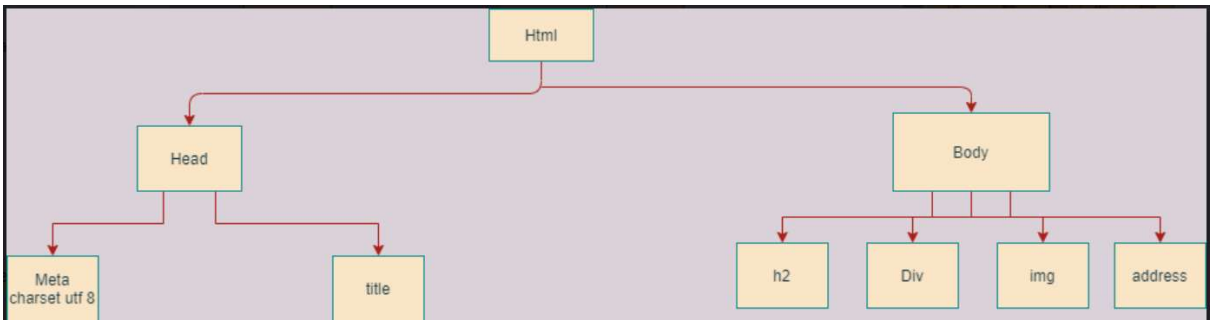 Html
Head
Body
Meta
charset utf 8
title
h2
Div
img
address